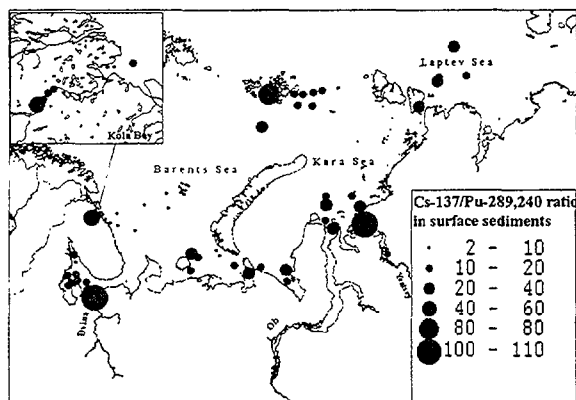 Kola Bay
Laptev Sea
Barents Sea
Kara Sea
Ob
Cs-137/Pu-289,240 ratio
in surface sediments
2 - 10
10 - 20
20 - 40
40 - 60
80 - 80
100 - 110